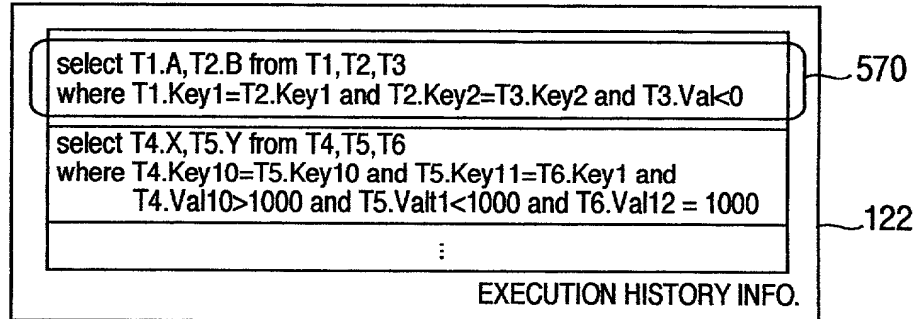 select T1.A,T2.B from T1,T2,T3
where T1.Key1=T2.Key1 and T2.Key2=T3.Key2 and T3.Val<0
570
select T4.X,T5.Y from T4,T5,T6
where T4.Key10=T5.Key10 and T5.Key11=T6.Key1 and
T4.Val10>1000 and T5.Valt1<1000 and T6.Val12 = 1000
122
⋮
EXECUTION HISTORY INFO.